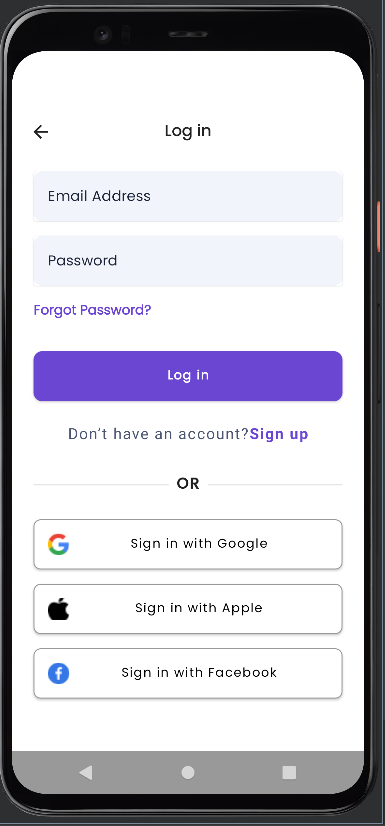 Log in
Email Address
Password
Forgot Password?
Log in
Don't have an account?Sign up
OR
Sign in with Google
Sign in with Apple
Sign in with Facebook